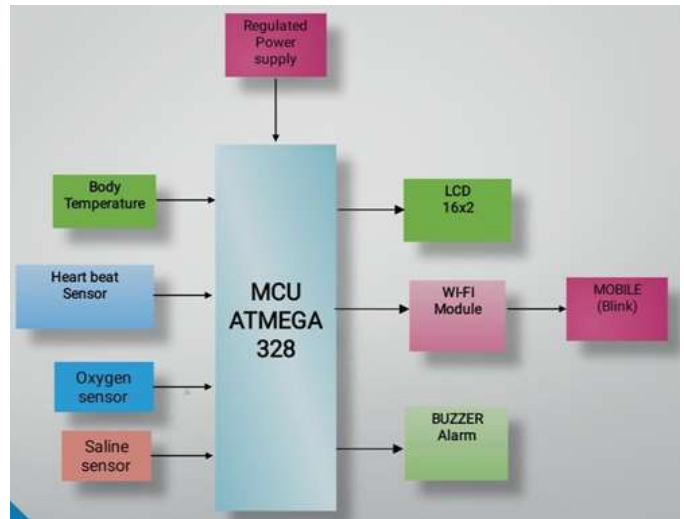 Regulated
Power
supply
Body
Temperature
LCD
16x2
Heart beat
Sensor
MCU
ATMEGA
328
WI-FI
Module
MOBILE
(Blink)
Oxygen
sensor
BUZZER
Alarm
Saline
sensor